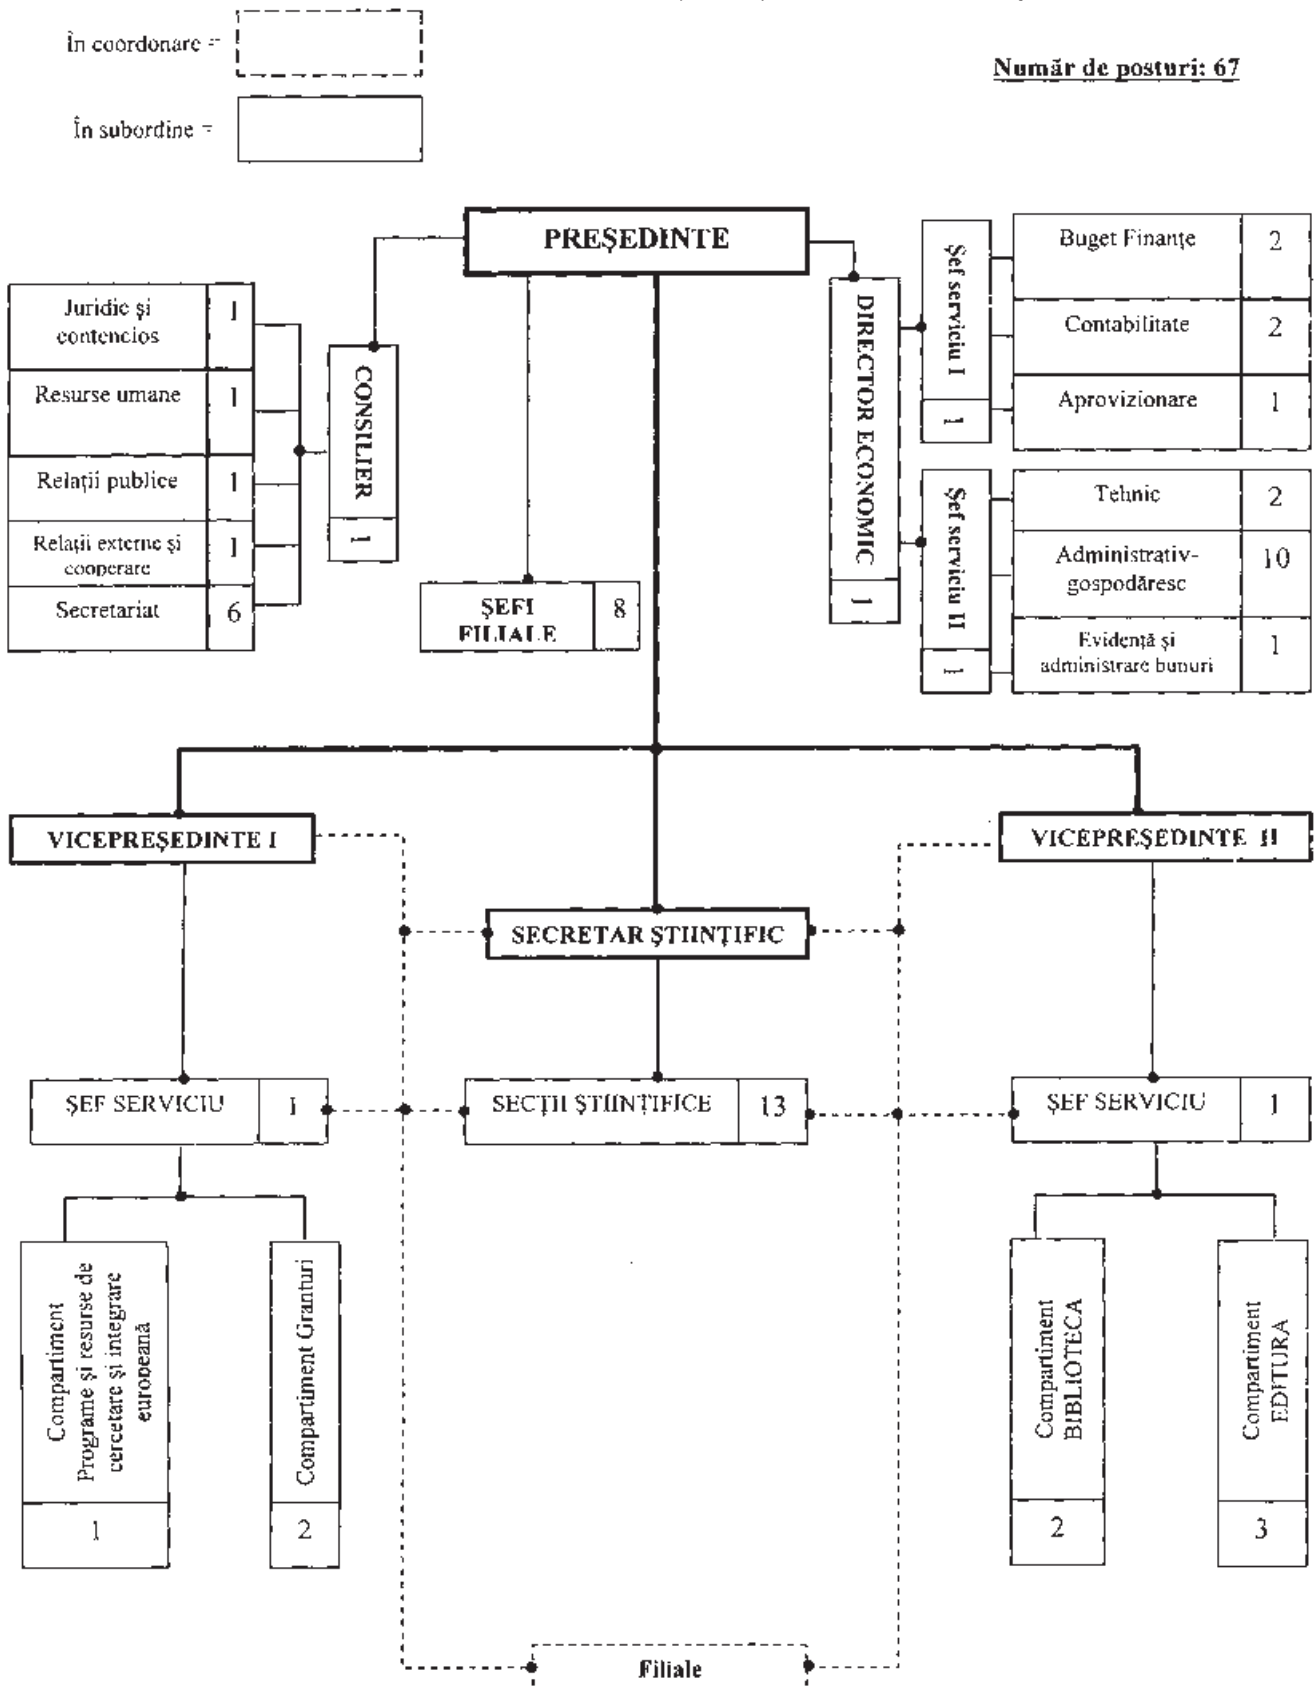 În coordonare =
Număr de posturi: 67
În subordine =
PREŞEDINTE
Juridic şi
contencios
1
Resurse umane
1
Relaţii publice
1
Relaţii externe şi
cooperare
1
Secretariat
6
CONSILIER
1
ŞEFI
FILIALE
8
DIRECTOR ECONOMIC
1
Şef serviciu I
1
Buget Finanţe
2
Contabilitate
2
Aprovizionare
1
Şef serviciu II
1
Tehnic
2
Administrativ-
gospodăresc
10
Evidenţă şi
administrare bunuri
1
VICEPREŞEDINTE I
VICEPREŞEDINTE II
SECRETAR ŞTIINŢIFIC
ŞEF SERVICIU
1
SECŢII ŞTIINŢIFICE
13
ŞEF SERVICIU
1
Compartiment
Programe şi resurse de
cercetare şi integrare
europeană
1
Compartiment Granturi
2
Compartiment
BIBLIOTECA
2
Compartiment
EDITURA
3
Filiale